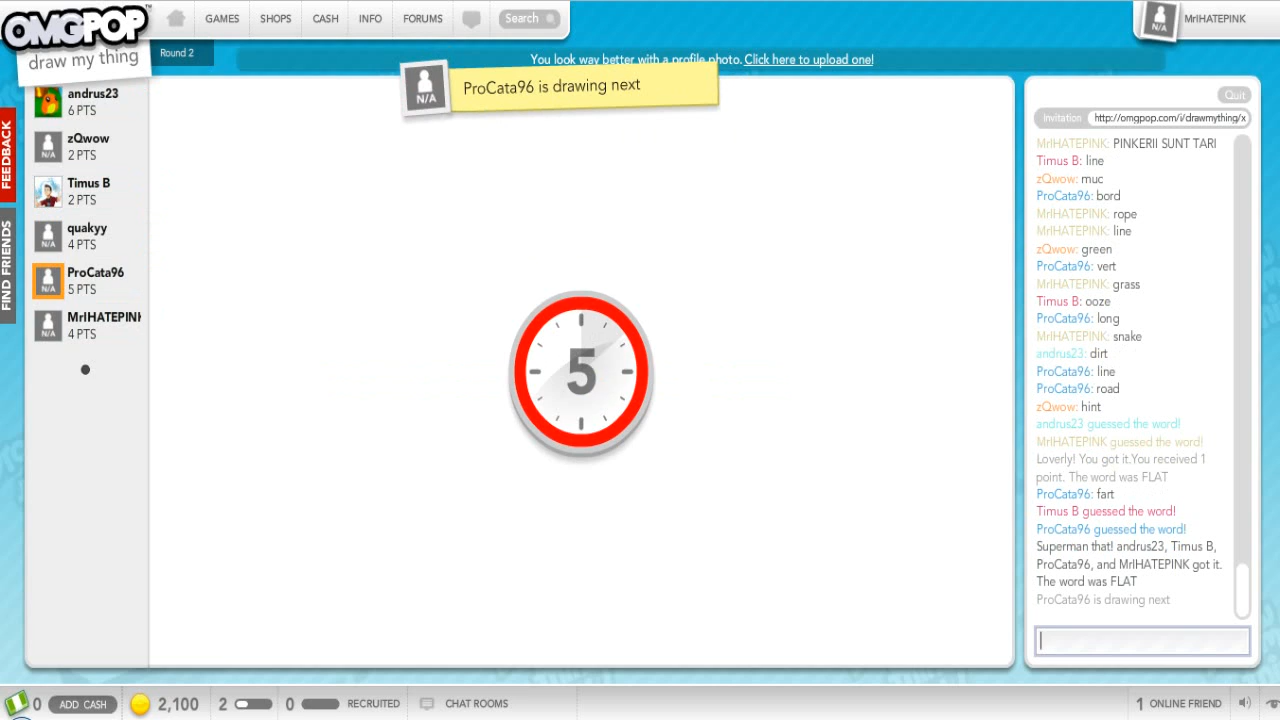 OMGPOP™
draw my thing
GAMES
SHOPS
CASH
INFO
FORUMS
Search
N/A
MrIHATEPINK
Round 2
You look way better with a profile photo. Click here to upload one!
N/A
ProCata96 is drawing next
FEEDBACK
FIND FRIENDS
andrus23
6 PTS
N/A
zQwow
2 PTS
Timus B
2 PTS
N/A
quakyy
4 PTS
N/A
ProCata96
5 PTS
N/A
MrIHATEPINK
4 PTS
5
Quit
Invitation http://omgpop.com/i/drawmything/x
MrIHATEPINK: PINKERII SUNT TARI
Timus B: line
zQwow: muc
ProCata96: bord
MrIHATEPINK: rope
MrIHATEPINK: line
zQwow: green
ProCata96: vert
MrIHATEPINK: grass
Timus B: ooze
ProCata96: long
MrIHATEPINK: snake
andrus23: dirt
ProCata96: line
ProCata96: road
zQwow: hint
andrus23 guessed the word!
MrIHATEPINK guessed the word!
Loverly! You got it.You received 1
point. The word was FLAT
ProCata96: fart
Timus B guessed the word!
ProCata96 guessed the word!
Superman that! andrus23, Timus B,
ProCata96, and MrIHATEPINK got it.
The word was FLAT
ProCata96 is drawing next
0
ADD CASH
2,100
2
0
RECRUITED
CHAT ROOMS
1 ONLINE FRIEND